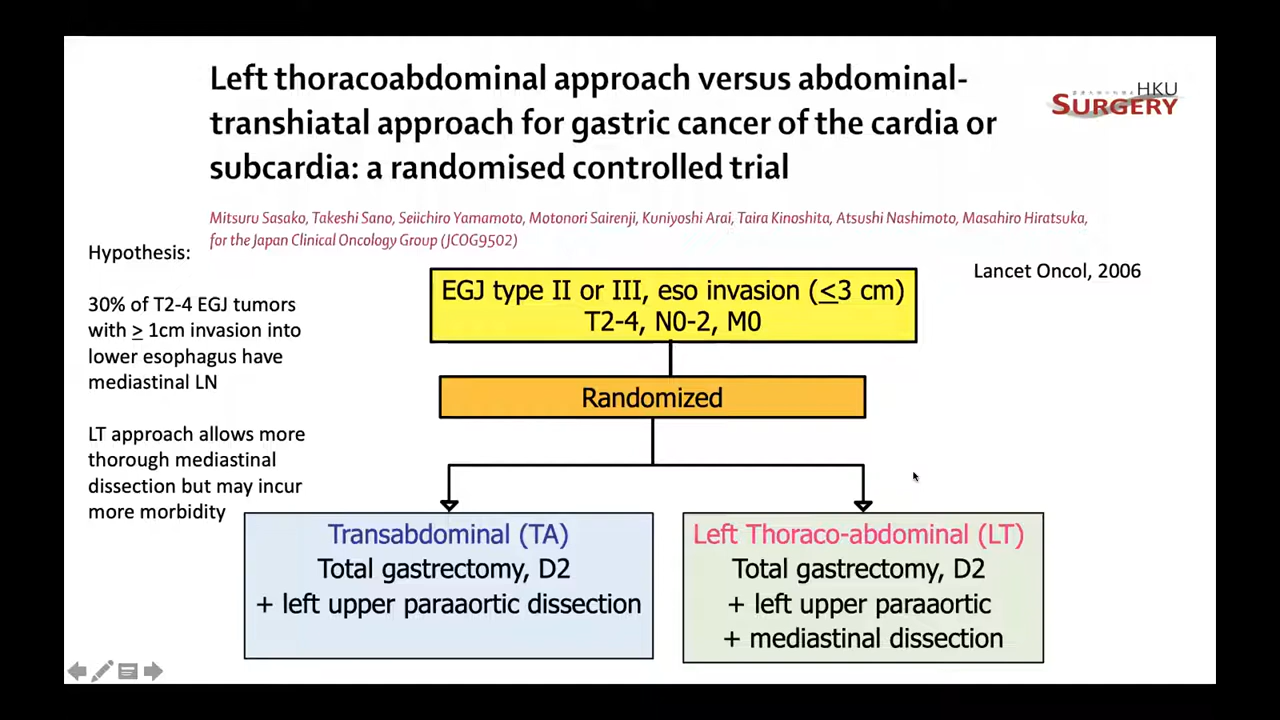 Left thoracoabdominal approach versus abdominal-
transhiatal approach for gastric cancer of the cardia or
subcardia: a randomised controlled trial
HKU
SURGERY
Mitsuru Sasako, Takeshi Sano, Seiichiro Yamamoto, Motonori Sairenji, Kuniyoshi Arai, Taira Kinoshita, Atsushi Nashimoto, Masahiro Hiratsuka,
for the Japan Clinical Oncology Group (JCOG9502)
Lancet Oncol, 2006
Hypothesis:
30% of T2-4 EGJ tumors
with ≥ 1cm invasion into
lower esophagus have
mediastinal LN
LT approach allows more
thorough mediastinal
dissection but may incur
more morbidity
EGJ type II or III, eso invasion (≤3 cm)
T2-4, N0-2, M0
Randomized
Transabdominal (TA)
Total gastrectomy, D2
+ left upper paraaortic dissection
Left Thoraco-abdominal (LT)
Total gastrectomy, D2
+ left upper paraaortic
+ mediastinal dissection